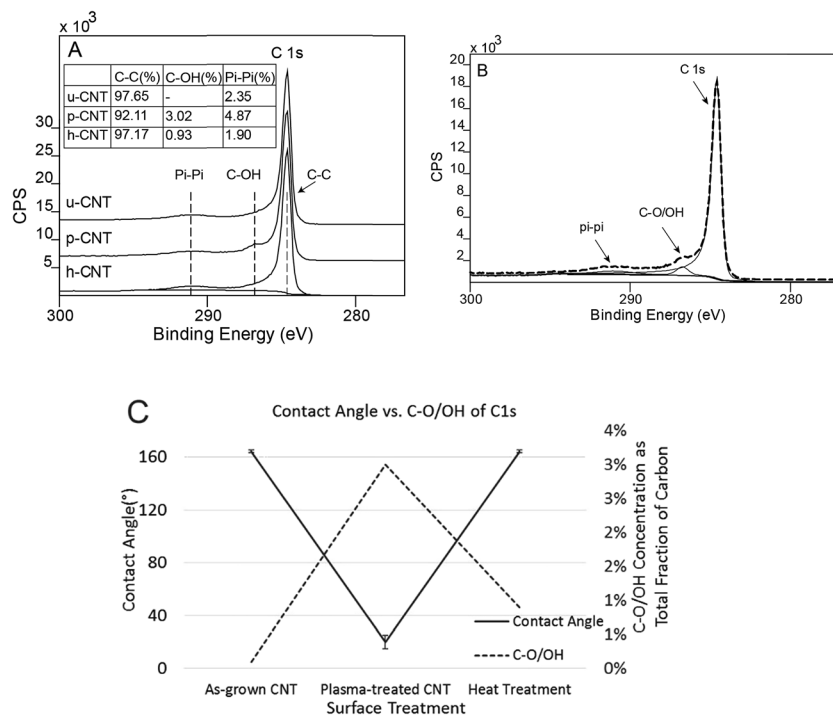 x 10³
A
C 1s
C-C(%) C-OH(%) Pi-Pi(%)
u-CNT 97.65 - 2.35
p-CNT 92.11 3.02 4.87
h-CNT 97.17 0.93 1.90
30
25
20
15
10
5
CPS
Pi-Pi
C-OH
C-C
u-CNT
p-CNT
h-CNT
300 290 280
Binding Energy (eV)
x 10³
B
20
18
16
14
12
10
8
6
4
2
CPS
C 1s
C-O/OH
pi-pi
300 290 280
Binding Energy (eV)
C
Contact Angle vs. C-O/OH of C1s
160
120
80
40
0
Contact Angle(°)
4%
3%
3%
2%
2%
1%
1%
0%
C-O/OH Concentration as
Total Fraction of Carbon
Contact Angle
C-O/OH
As-grown CNT Plasma-treated CNT Heat Treatment
Surface Treatment